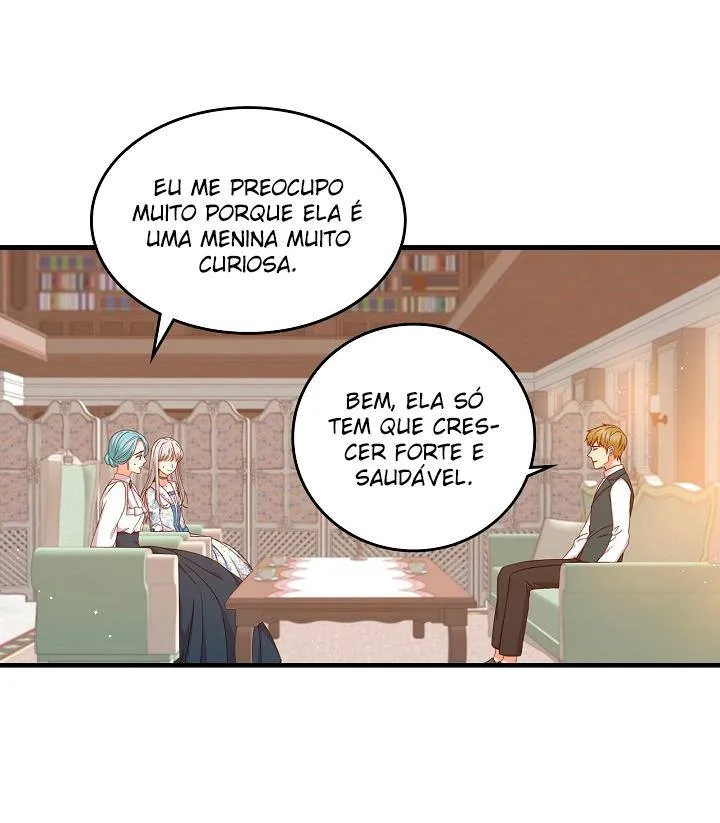 EU ME PREOCUPO
MUITO PORQUE ELA É
UMA MENINA MUITO
CURIOSA.
BEM, ELA SÓ
TEM QUE CRES-
CER FORTE E
SAUDÁVEL.